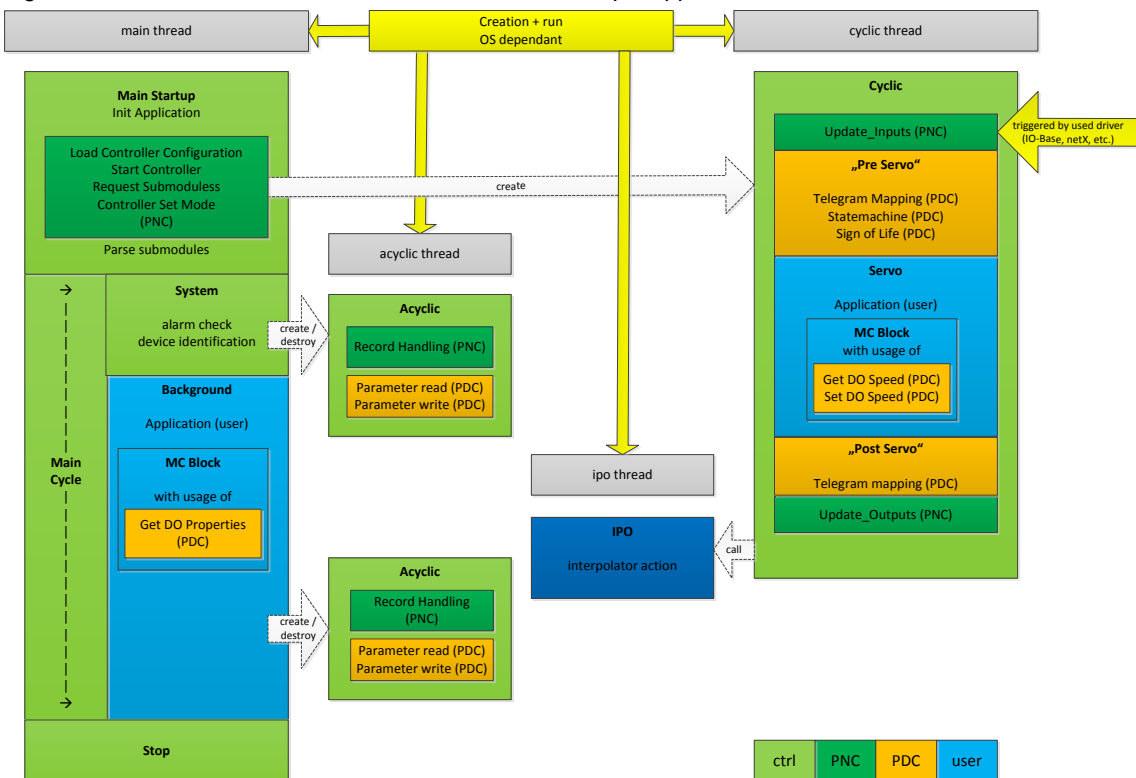 main thread
Creation + run
OS dependant
cyclic thread
Main Startup
Init Application
Load Controller Configuration
Start Controller
Request Submoduless
Controller Set Mode
(PNC)
Parse submodules
create
acyclic thread
Cyclic
Update_Inputs (PNC)
triggered by used driver
(IO-Base, netX, etc.)
„Pre Servo“
Telegram Mapping (PDC)
Statemachine (PDC)
Sign of Life (PDC)
Servo
Application (user)
MC Block
with usage of
Get DO Speed (PDC)
Set DO Speed (PDC)
„Post Servo“
Telegram mapping (PDC)
Update_Outputs (PNC)
→
Main
Cycle
→
System
alarm check
device identification
create /
destroy
Acyclic
Record Handling (PNC)
Parameter read (PDC)
Parameter write (PDC)
Background
Application (user)
MC Block
with usage of
Get DO Properties
(PDC)
ipo thread
IPO
interpolator action
call
create /
destroy
Acyclic
Record Handling
(PNC)
Parameter read (PDC)
Parameter write (PDC)
Stop
ctrl
PNC
PDC
user